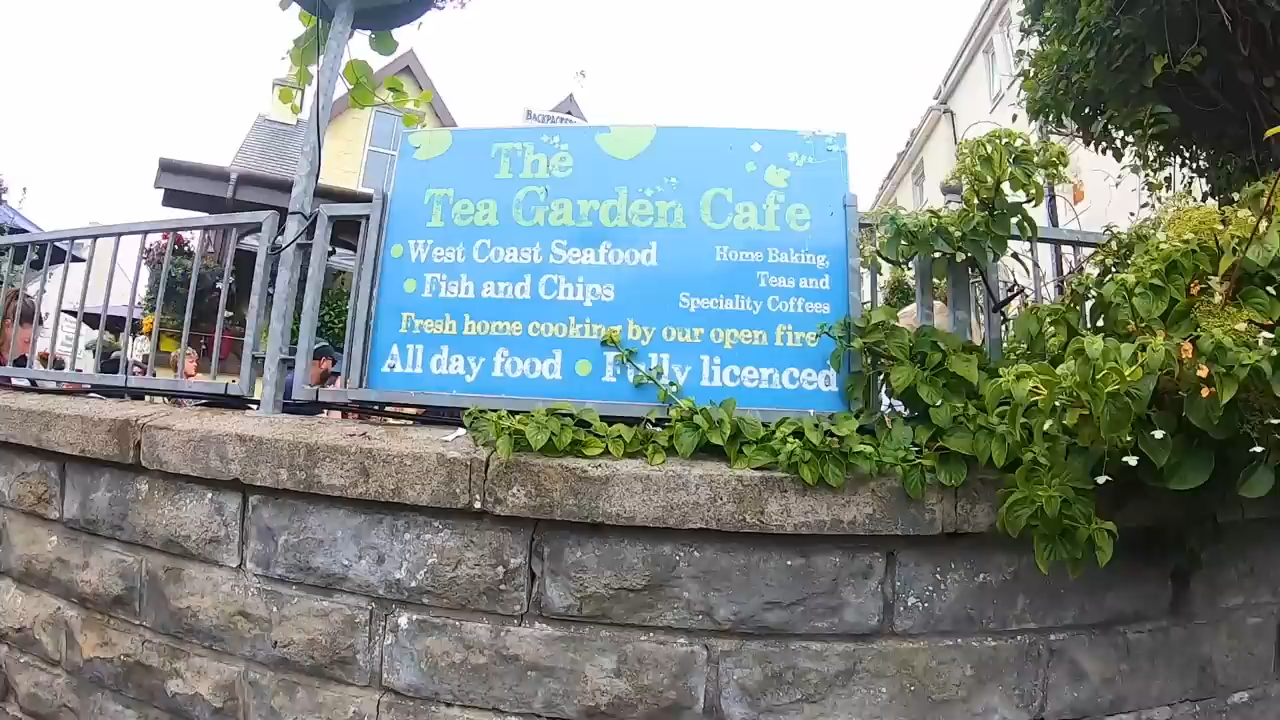 BACKPACKERS
The
Tea Garden Cafe
• West Coast Seafood
• Fish and Chips
Home Baking,
Teas and
Speciality Coffees
Fresh home cooking by our open fire
All day food • Fully licenced